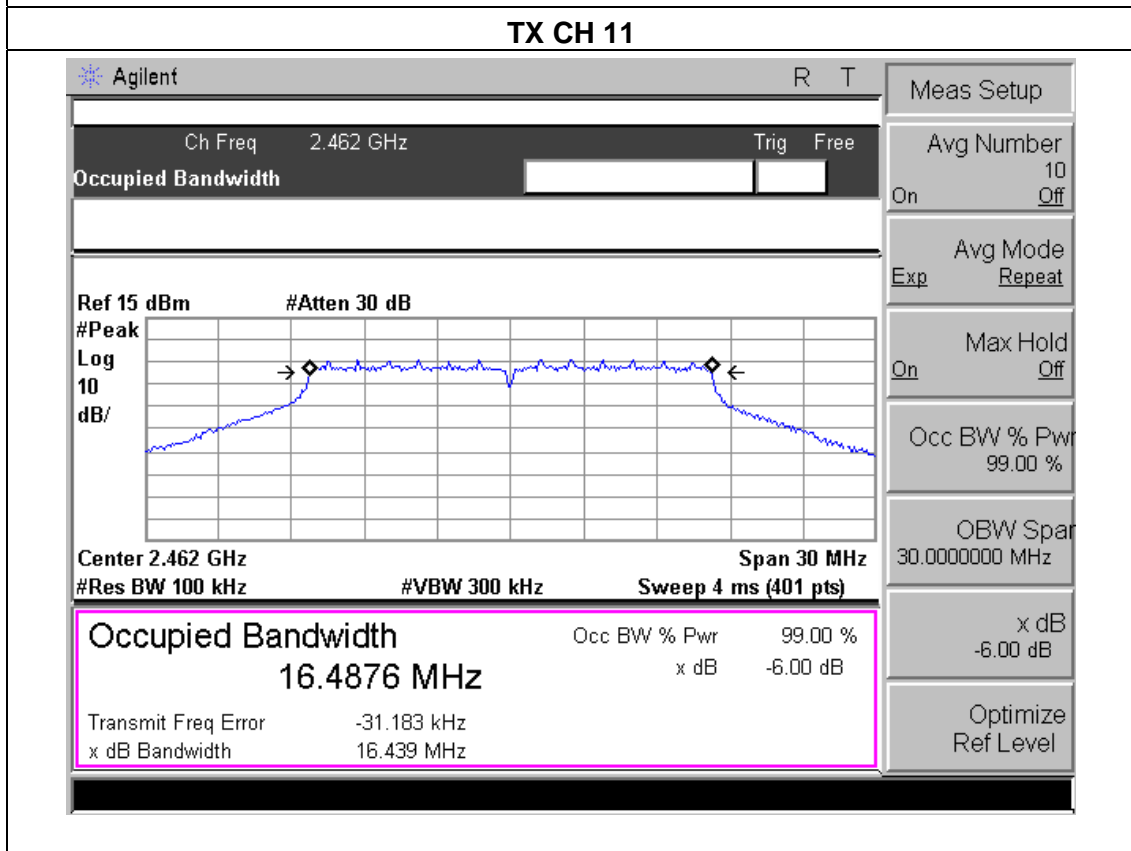 TX CH 11
Agilent R T
Ch Freq 2.462 GHz Trig Free
Occupied Bandwidth
Ref 15 dBm #Atten 30 dB
#Peak
Log
10
dB/
Center 2.462 GHz Span 30 MHz
#Res BW 100 kHz #VBW 300 kHz Sweep 4 ms (401 pts)
Occupied Bandwidth Occ BW % Pwr 99.00 %
16.4876 MHz x dB -6.00 dB
Transmit Freq Error -31.183 kHz
x dB Bandwidth 16.439 MHz
Meas Setup
Avg Number
10
On Off
Avg Mode
Exp Repeat
Max Hold
On Off
Occ BW % Pwr
99.00 %
OBW Span
30.0000000 MHz
x dB
-6.00 dB
Optimize
Ref Level